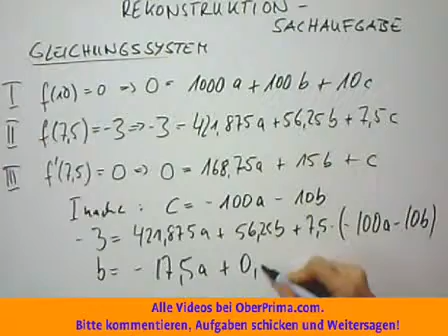 REKONSTRUKTION -
SACHAUFGABE
GLEICHUNGSSYSTEM
I f(10)=0 => 0 = 1000a + 100b + 10c
II f(7,5)=-3 => -3 = 421,875a + 56,25b + 7,5c
III f'(7,5)=0 => 0 = 168,75a + 15b + c
I nach c: c = -100a - 10b
-3 = 421,875a + 56,25b + 7,5·(-100a - 10b)
b = -17,5a + 0,
Alle Videos bei OberPrima.com.
Kommentieren, Aufgaben schicken und Weitersagen!